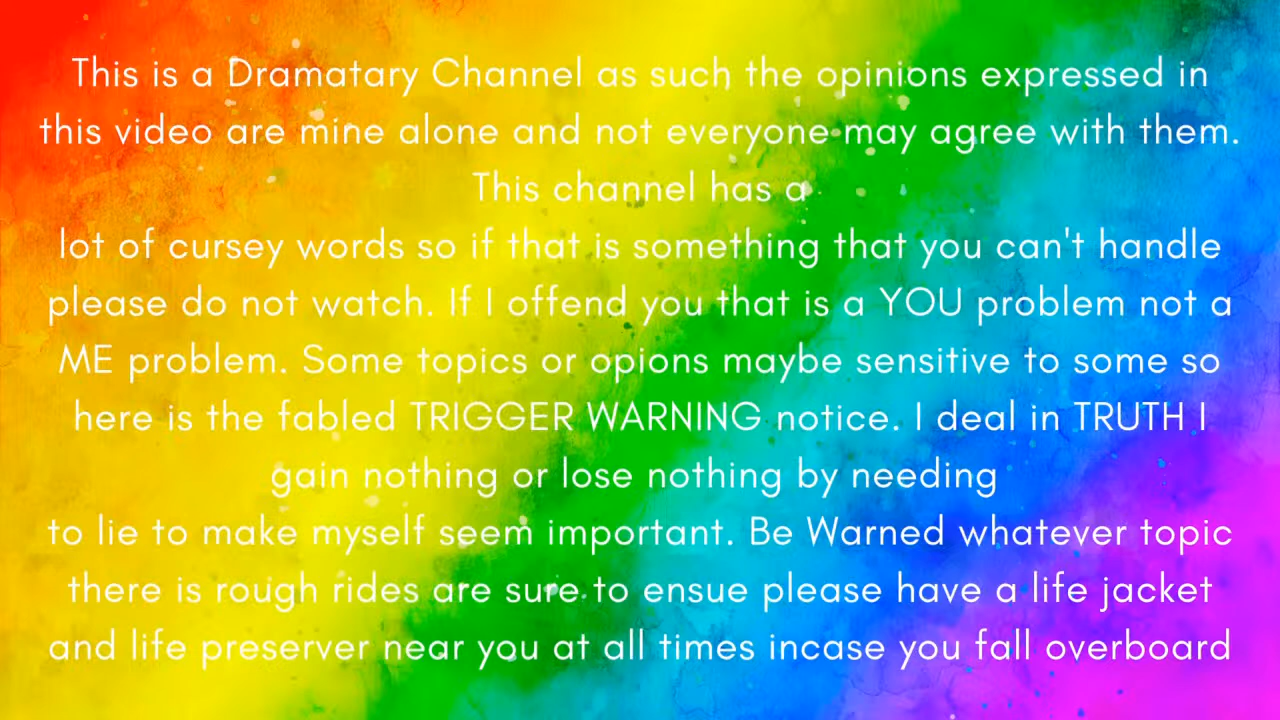 This is a Dramatary Channel as such the opinions expressed in
this video are mine alone and not everyone may agree with them.
This channel has a
lot of cursey words so if that is something that you can't handle
please do not watch. If I offend you that is a YOU problem not a
ME problem. Some topics or opions maybe sensitive to some so
here is the fabled TRIGGER WARNING notice. I deal in TRUTH I
gain nothing or lose nothing by needing
to lie to make myself seem important. Be Warned whatever topic
there is rough rides are sure to ensue please have a life jacket
and life preserver near you at all times incase you fall overboard